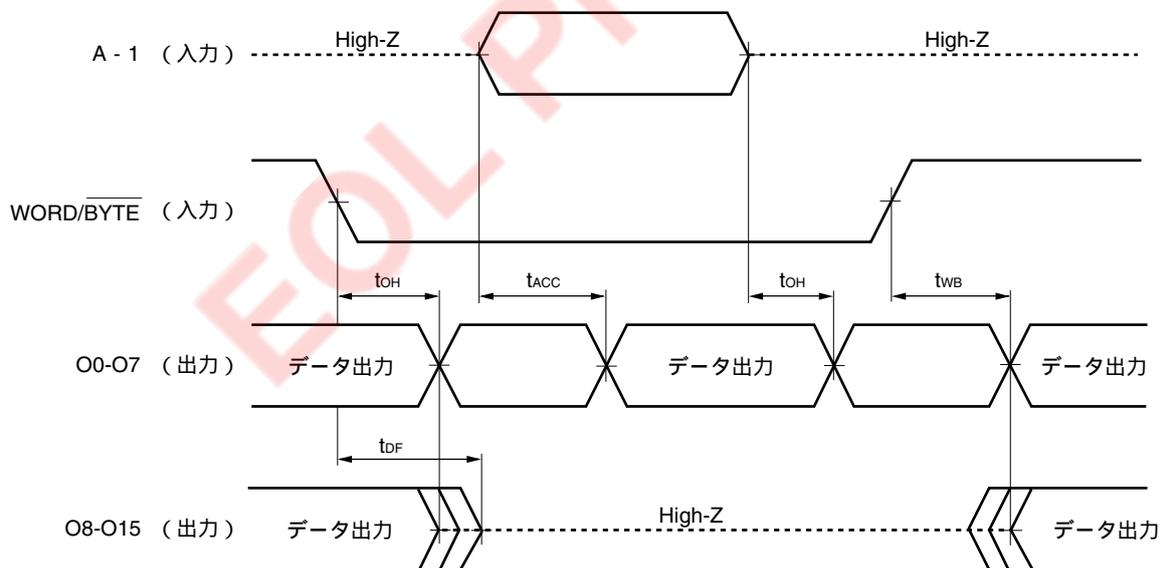 A - 1 （入力） High-Z High-Z
WORD/BYTE （入力）
tOH tACC tOH tWB
O0-O7 （出力） データ出力 データ出力 データ出力
tDF
O8-O15 （出力） データ出力 High-Z データ出力
EOL